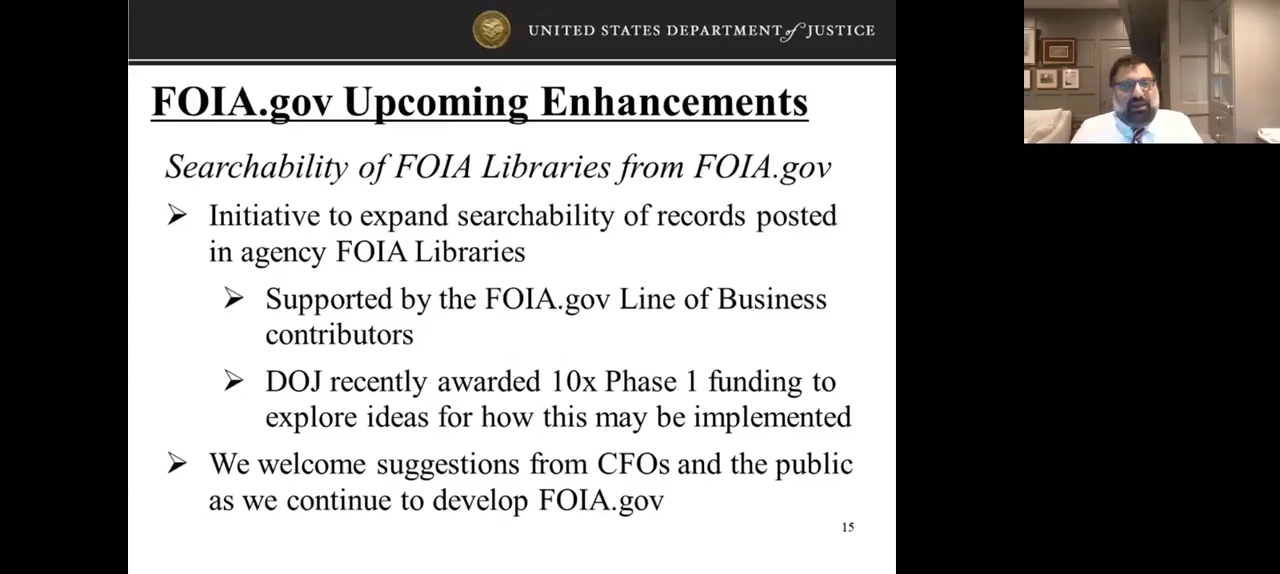 UNITED STATES DEPARTMENT of JUSTICE
FOIA.gov Upcoming Enhancements
Searchability of FOIA Libraries from FOIA.gov
➢ Initiative to expand searchability of records posted
in agency FOIA Libraries
➢ Supported by the FOIA.gov Line of Business
contributors
➢ DOJ recently awarded 10x Phase 1 funding to
explore ideas for how this may be implemented
➢ We welcome suggestions from CFOs and the public
as we continue to develop FOIA.gov
15